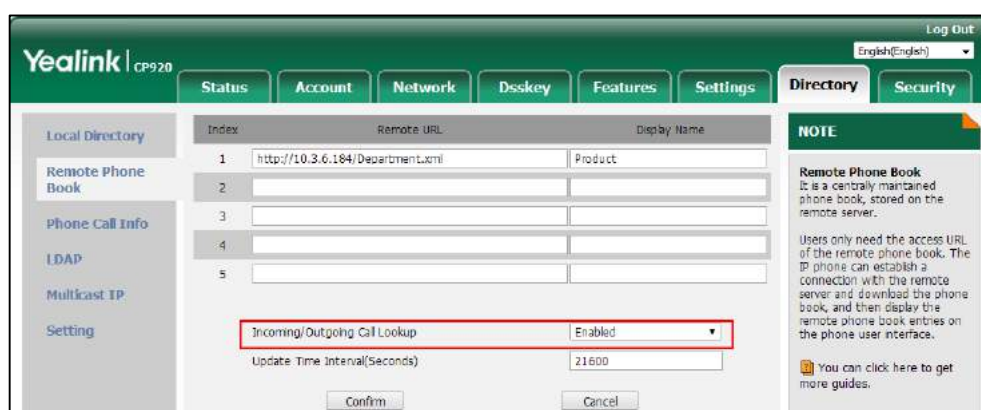 Log Out
Yealink CP920
English(English)
Status
Account
Network
Dsskey
Features
Settings
Directory
Security
Local Directory
Remote Phone
Book
Phone Call Info
LDAP
Multicast IP
Setting
Index Remote URL Display Name
1 http://10.3.6.184/Department.xml Product
2
3
4
5
Incoming/Outgoing Call Lookup Enabled
Update Time Interval(Seconds) 21600
Confirm Cancel
NOTE
Remote Phone Book
It is a centrally maintained
phone book, stored on the
remote server.
Users only need the access URL
of the remote phone book. The
IP phone can establish a
connection with the remote
server and download the phone
book, and then display the
remote phone book entries on
the phone user interface.
You can click here to get
more guides.